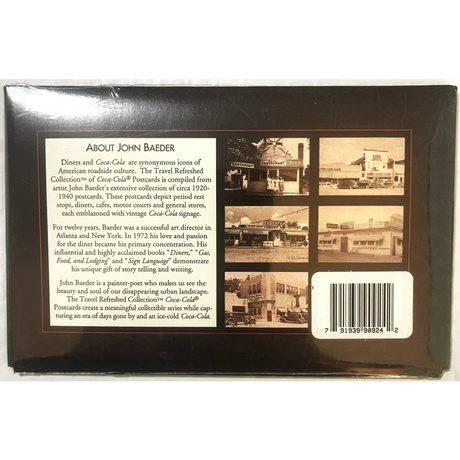 ABOUT JOHN BAEDER
Diners and Coca-Cola are synonymous icons of
American roadside culture. The Travel Refreshed
Collection™ of Coca-Cola® Postcards is compiled from
artist John Baeder's extensive collection of circa 1920-
1940 postcards. These postcards depict period rest
stops, diners, cafes, motor courts and general stores,
each emblazoned with vintage Coca-Cola signage.
For twelve years, Baeder was a successful art director in
Atlanta and New York. In 1972 his love and passion
for the diner became his primary concentration. His
influential and highly acclaimed books "Diners," "Gas,
Food, and Lodging" and "Sign Language" demonstrate
his unique gift of story telling and writing.
John Baeder is a painter-poet who makes us see the
beauty and soul of our disappearing urban landscape.
The Travel Refreshed Collection™ Coca-Cola®
Postcards create a meaningful collectible series while cap-
turing an era of days gone by and an ice-cold Coca-Cola.
7 91939 90924 2